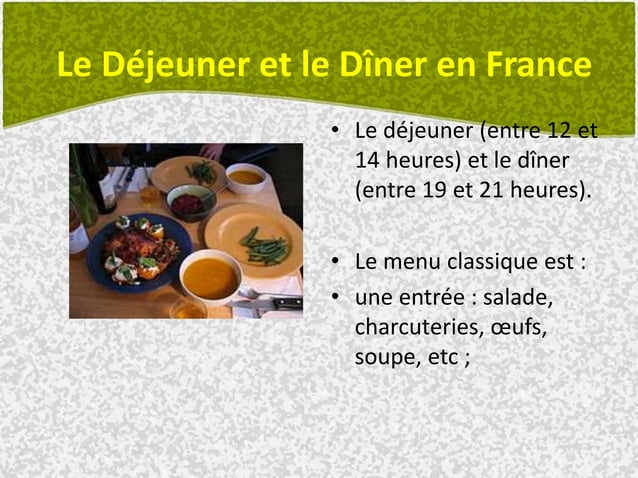 Le Déjeuner et le Dîner en France
• Le déjeuner (entre 12 et
14 heures) et le dîner
(entre 19 et 21 heures).
• Le menu classique est :
• une entrée : salade,
charcuteries, œufs,
soupe, etc ;